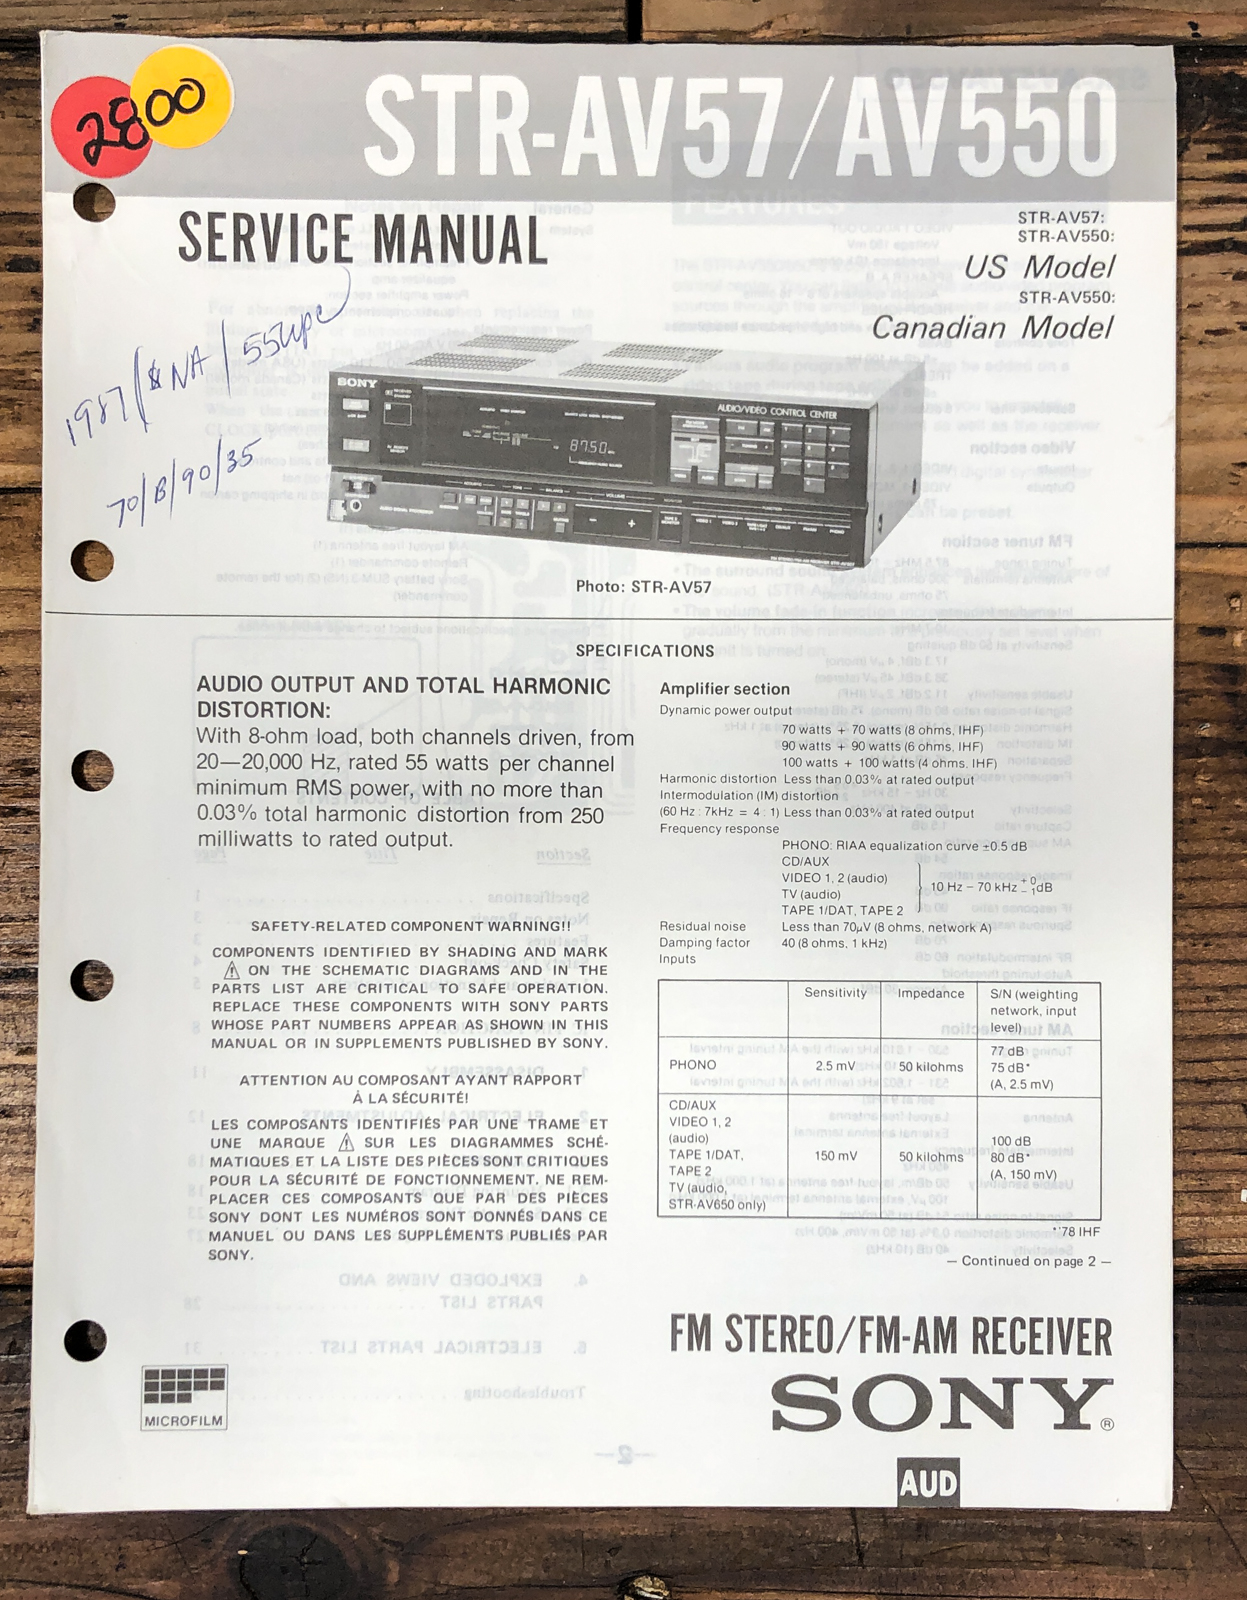 2800
STR-AV57/AV550
SERVICE MANUAL
STR-AV57:
STR-AV550:
US Model
STR-AV550:
Canadian Model
1987/$ NA/55wpc
70/B/90/35
SONY
AUDIO/VIDEO CONTROL CENTER
8750
Photo: STR-AV57
SPECIFICATIONS
AUDIO OUTPUT AND TOTAL HARMONIC
DISTORTION:
With 8-ohm load, both channels driven, from
20—20,000 Hz, rated 55 watts per channel
minimum RMS power, with no more than
0.03% total harmonic distortion from 250
milliwatts to rated output.
SAFETY-RELATED COMPONENT WARNING!!
COMPONENTS IDENTIFIED BY SHADING AND MARK
⚠ ON THE SCHEMATIC DIAGRAMS AND IN THE
PARTS LIST ARE CRITICAL TO SAFE OPERATION.
REPLACE THESE COMPONENTS WITH SONY PARTS
WHOSE PART NUMBERS APPEAR AS SHOWN IN THIS
MANUAL OR IN SUPPLEMENTS PUBLISHED BY SONY.
ATTENTION AU COMPOSANT AYANT RAPPORT
À LA SÉCURITÉ!
LES COMPOSANTS IDENTIFIÉS PAR UNE TRAME ET
UNE MARQUE ⚠ SUR LES DIAGRAMMES SCHÉ-
MATIQUES ET LA LISTE DES PIÈCES SONT CRITIQUES
POUR LA SÉCURITÉ DE FONCTIONNEMENT. NE REM-
PLACER CES COMPOSANTS QUE PAR DES PIÈCES
SONY DONT LES NUMÉROS SONT DONNÉS DANS CE
MANUEL OU DANS LES SUPPLÉMENTS PUBLIÉS PAR
SONY.
Amplifier section
Dynamic power output
70 watts + 70 watts (8 ohms, IHF)
90 watts + 90 watts (6 ohms, IHF)
100 watts + 100 watts (4 ohms, IHF)
Harmonic distortion Less than 0.03% at rated output
Intermodulation (IM) distortion
(60 Hz : 7kHz = 4 : 1) Less than 0.03% at rated output
Frequency response
PHONO: RIAA equalization curve ±0.5 dB
CD/AUX
VIDEO 1, 2 (audio)
TV (audio)
TAPE 1/DAT, TAPE 2
10 Hz – 70 kHz +0 −1 dB
Residual noise Less than 70μV (8 ohms, network A)
Damping factor 40 (8 ohms, 1 kHz)
Inputs
Sensitivity Impedance S/N (weighting
network, input
level)
PHONO 2.5 mV 50 kilohms 77 dB
75 dB*
(A, 2.5 mV)
CD/AUX
VIDEO 1, 2
(audio)
TAPE 1/DAT,
TAPE 2
TV (audio,
STR-AV650 only)
150 mV 50 kilohms 100 dB
80 dB*
(A, 150 mV)
*'78 IHF
— Continued on page 2 —
FM STEREO/FM-AM RECEIVER
SONY®
MICROFILM
AUD